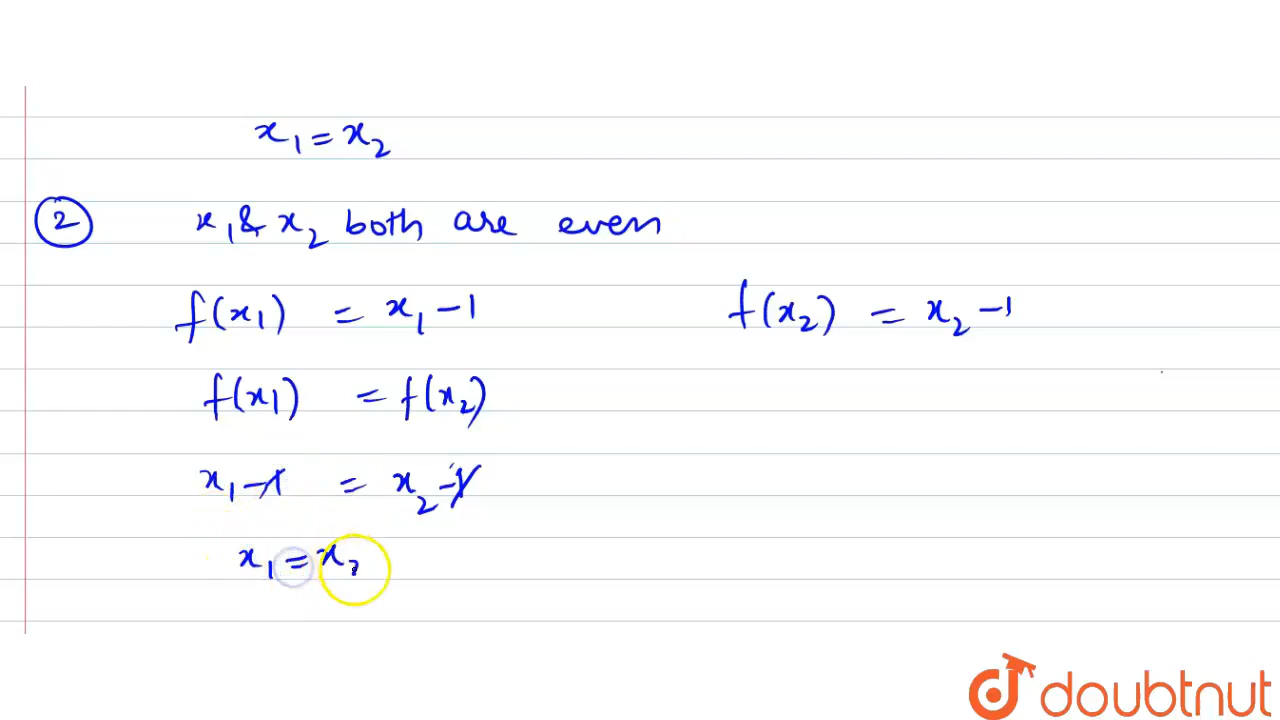 x₁ = x₂
② x₁ & x₂ both are even
f(x₁) = x₁ - 1 f(x₂) = x₂ - 1
f(x₁) = f(x₂)
x₁ - 1 = x₂ - 1
x₁ = x₂
doubtnut